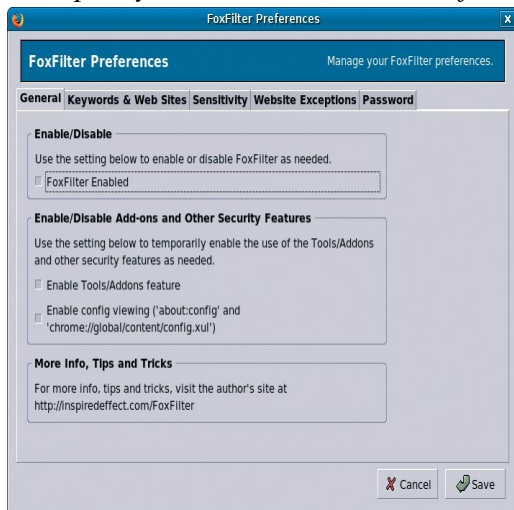 FoxFilter Preferences
FoxFilter Preferences
Manage your FoxFilter preferences.
General Keywords & Web Sites Sensitivity Website Exceptions Password
Enable/Disable
Use the setting below to enable or disable FoxFilter as needed.
FoxFilter Enabled
Enable/Disable Add-ons and Other Security Features
Use the setting below to temporarily enable the use of the Tools/Addons
and other security features as needed.
Enable Tools/Addons feature
Enable config viewing ('about:config' and
'chrome://global/content/config.xul')
More Info, Tips and Tricks
For more info, tips and tricks, visit the author's site at
http://inspiredeffect.com/FoxFilter
Cancel Save